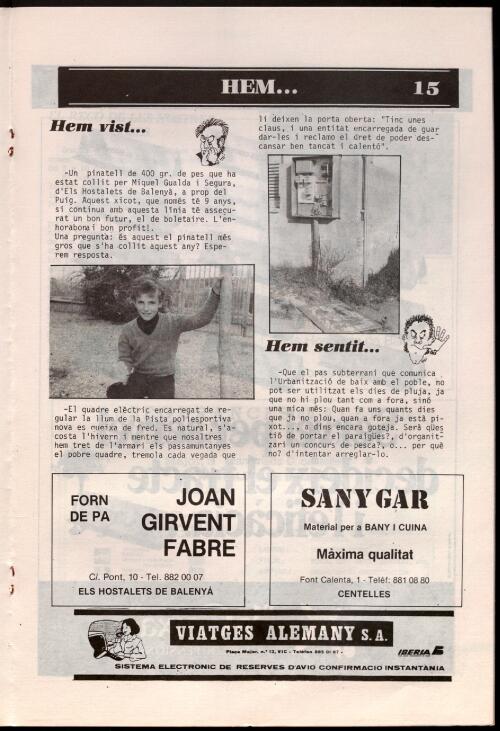 HEM... 15
Hem vist...
-Un pinatell de 400 gr. de pes que ha
estat collit per Miquel Gualda i Segura,
d'Els Hostalets de Balenyà, a prop del
Puig. Aquest xicot, que només té 9 anys,
si continua amb aquesta línia té assegu-
rat un bon futur, el de boletaire. L'en-
horabona i bon profit!.
Una pregunta: és aquest el pinatell més
gros que s'ha collit aquest any? Espe-
rem resposta.
-El quadre elèctric encarregat de re-
gular la llum de la Pista poliesportiva
nova es queixa de fred. Es natural, s'a-
costa l'hivern i mentre que nosaltres
hem tret de l'armari els passamuntanyes
el pobre quadre, tremola cada vegada que
li deixen la porta oberta: "Tinc unes
claus, i una entitat encarregada de guar
dar-les i reclamo el dret de poder des-
cansar ben tancat i calentó".
Hem sentit...
-Que el pas subterrani que comunica
l'Urbanització de baix amb el poble, no
pot ser utilitzat els dies de pluja, ja
que no hi plou tant com a fora, sinó
una mica més: Quan fa uns quants dies
que ja no plou, quan a fora ja està pi-
xot..., a dins encara goteja. Serà qües
tió de portar el paraigües?, d'organit-
zari un concurs de pesca?, o... per què
no? d'intentar arreglar-lo.
FORN
DE PA
JOAN
GIRVENT
FABRE
C/. Pont, 10 - Tel. 882 00 07
ELS HOSTALETS DE BALENYÀ
SANYGAR
Material per a BANY I CUINA
Màxima qualitat
Font Calenta, 1 - Telèf: 881 08 80
CENTELLES
VIATGES ALEMANY S.A.
Plaça Major, n.º 12, VIC - Telèfon 885 01 67 -
IBERIA
SISTEMA ELECTRONIC DE RESERVES D'AVIO CONFIRMACIO INSTANTÀNIA